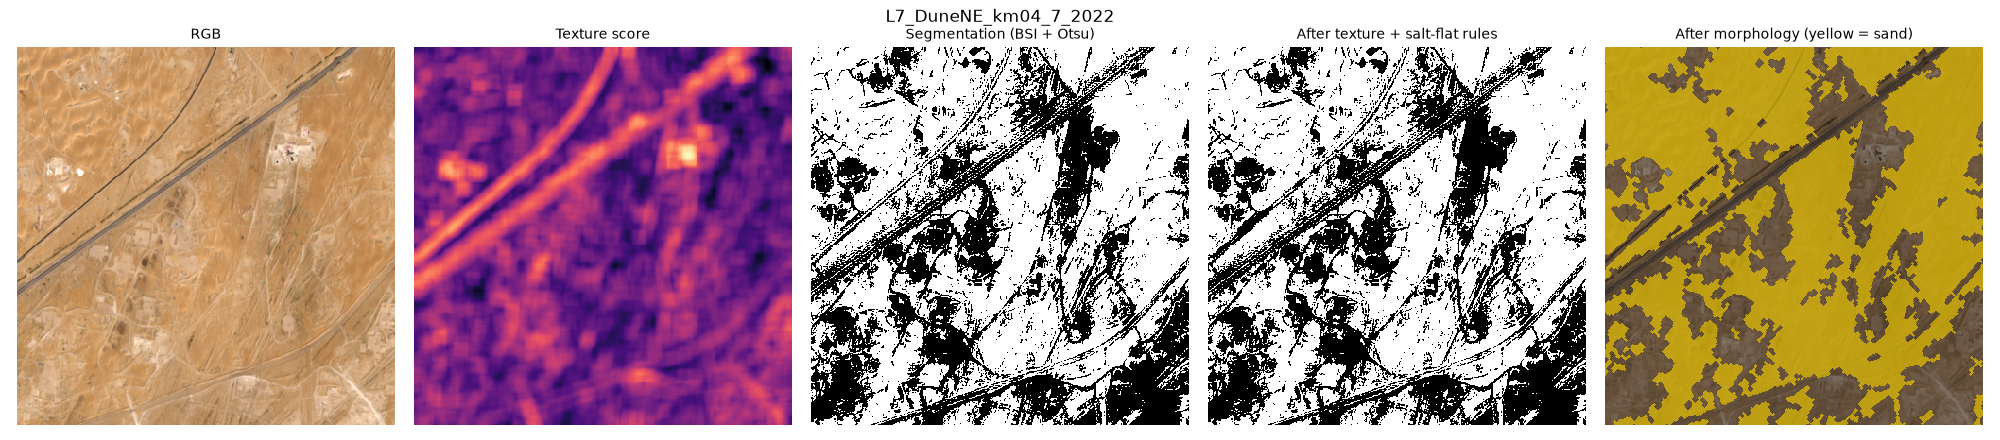 L7_DuneNE_km04_7_2022
RGB
Texture score
Segmentation (BSI + Otsu)
After texture + salt-flat rules
After morphology (yellow = sand)